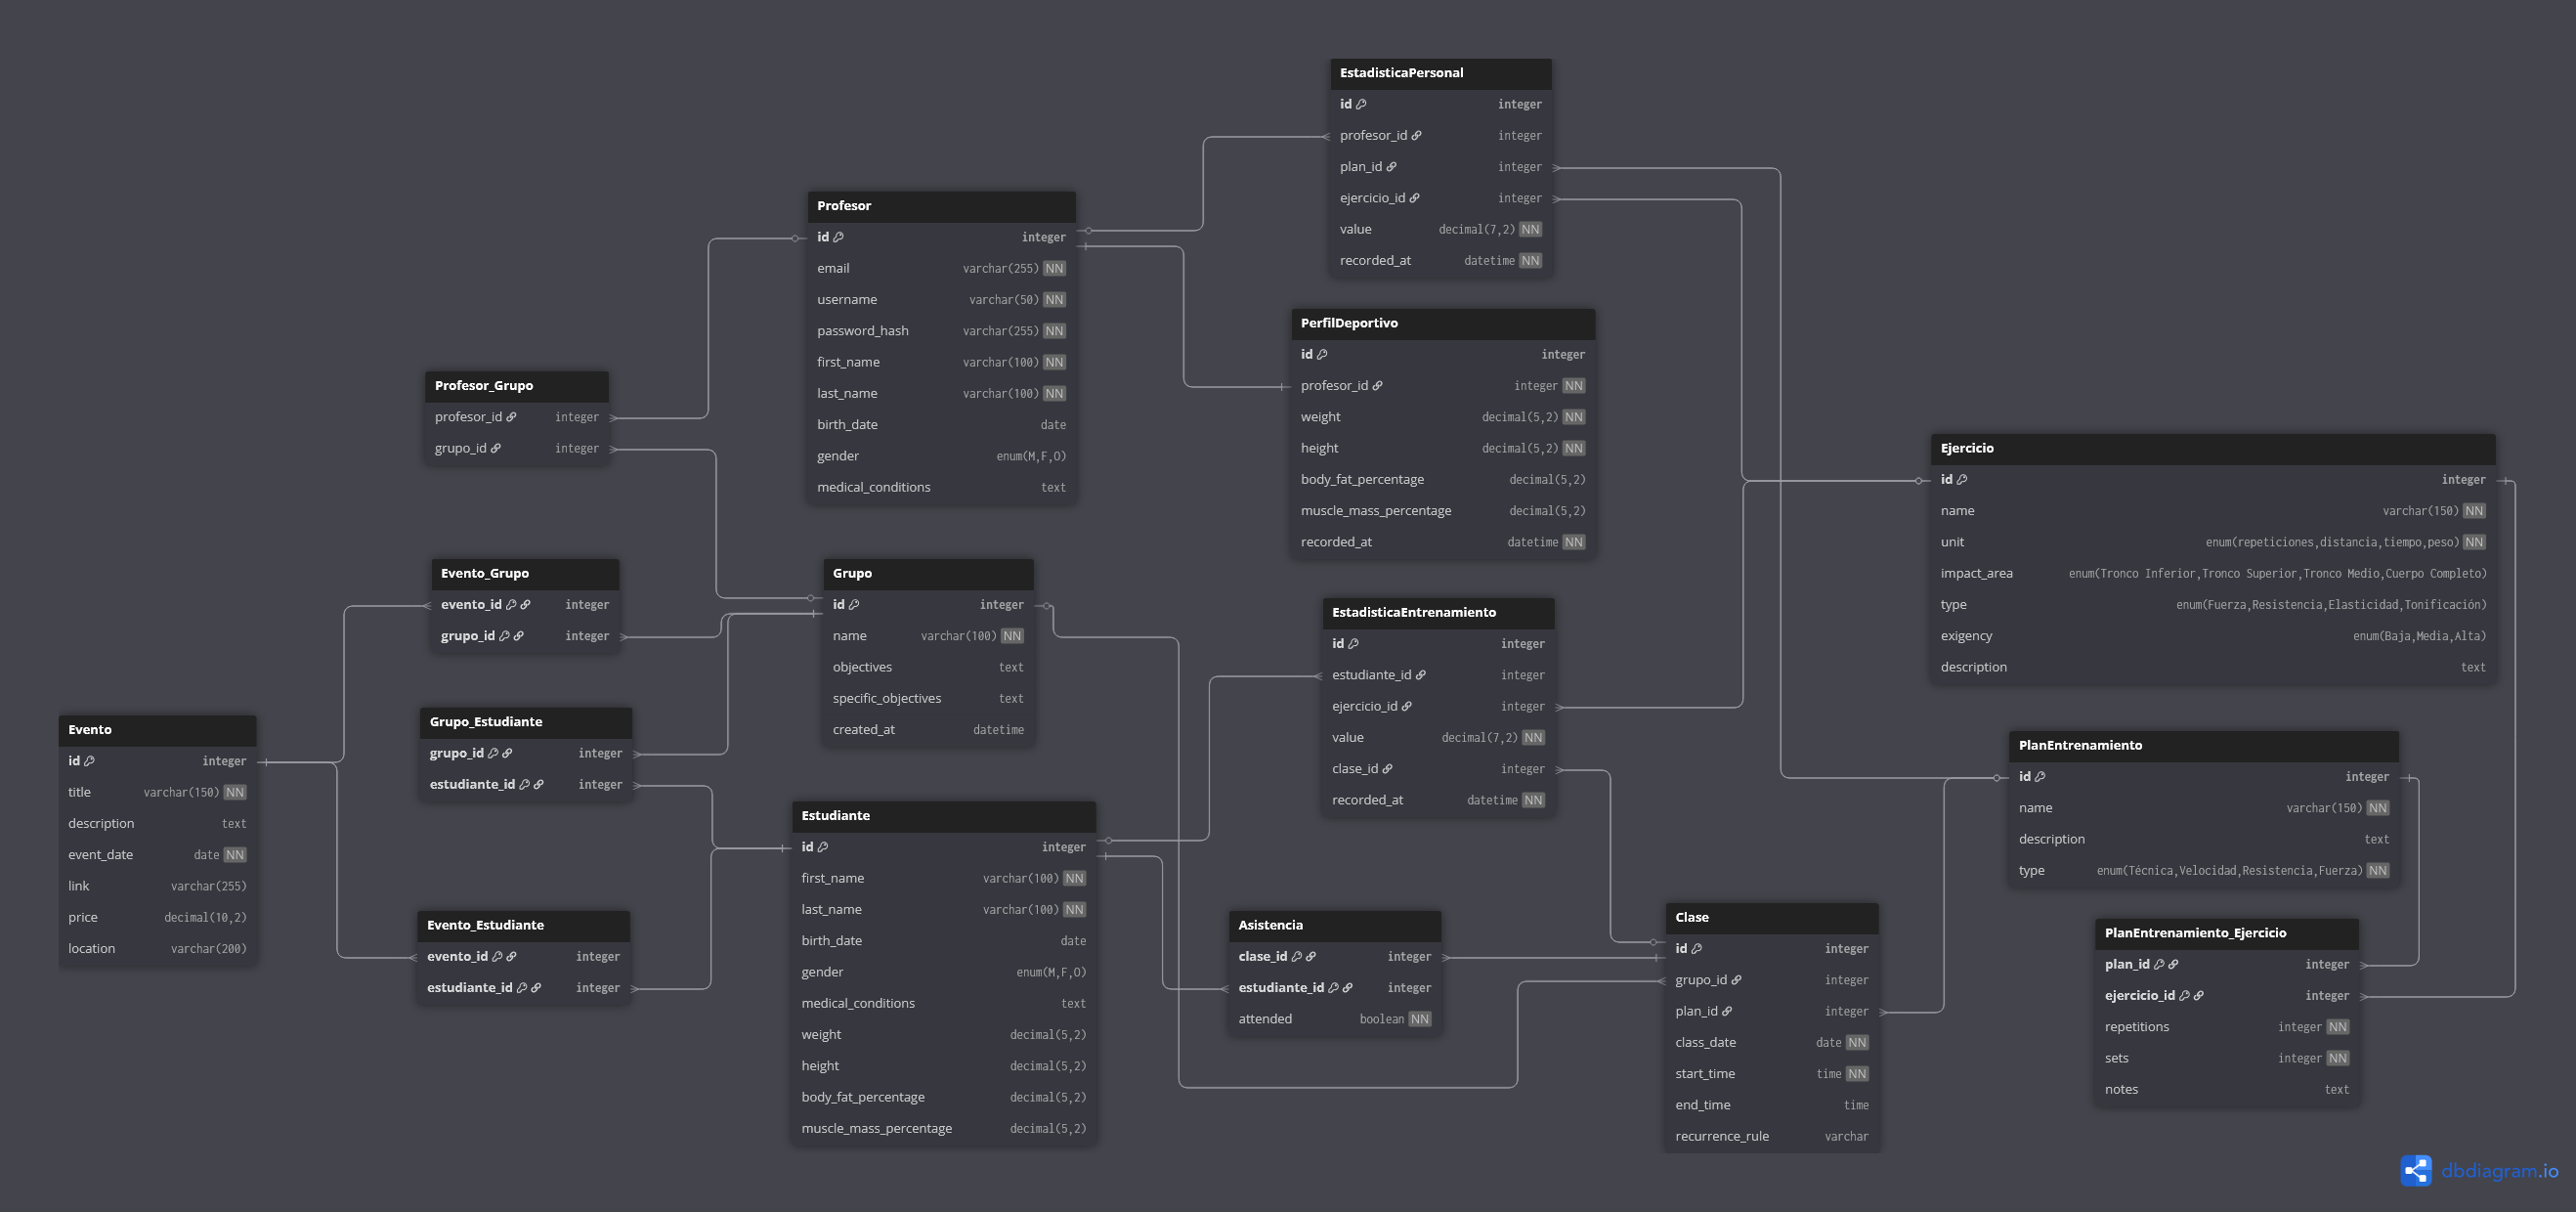 EstadisticaPersonal
id integer
profesor_id integer
plan_id integer
ejercicio_id integer
value decimal(7,2) NN
recorded_at datetime NN
Profesor
id integer
email varchar(255) NN
username varchar(50) NN
password_hash varchar(255) NN
first_name varchar(100) NN
last_name varchar(100) NN
birth_date date
gender enum(M,F,O)
medical_conditions text
PerfilDeportivo
id integer
profesor_id integer NN
weight decimal(5,2) NN
height decimal(5,2) NN
body_fat_percentage decimal(5,2)
muscle_mass_percentage decimal(5,2)
recorded_at datetime NN
Profesor_Grupo
profesor_id integer
grupo_id integer
Ejercicio
id integer
name varchar(150) NN
unit enum(repeticiones,distancia,tiempo,peso) NN
impact_area enum(Tronco Inferior,Tronco Superior,Tronco Medio,Cuerpo Completo)
type enum(Fuerza,Resistencia,Elasticidad,Tonificación)
exigency enum(Baja,Media,Alta)
description text
Evento_Grupo
evento_id integer
grupo_id integer
Grupo
id integer
name varchar(100) NN
objectives text
specific_objectives text
created_at datetime
EstadisticaEntrenamiento
id integer
estudiante_id integer
ejercicio_id integer
value decimal(7,2) NN
clase_id integer
recorded_at datetime NN
Grupo_Estudiante
grupo_id integer
estudiante_id integer
Evento
id integer
title varchar(150) NN
description text
event_date date NN
link varchar(255)
price decimal(10,2)
location varchar(200)
PlanEntrenamiento
id integer
name varchar(150) NN
description text
type enum(Técnica,Velocidad,Resistencia,Fuerza) NN
Estudiante
id integer
first_name varchar(100) NN
last_name varchar(100) NN
birth_date date
gender enum(M,F,O)
medical_conditions text
weight decimal(5,2)
height decimal(5,2)
body_fat_percentage decimal(5,2)
muscle_mass_percentage decimal(5,2)
Evento_Estudiante
evento_id integer
estudiante_id integer
Asistencia
clase_id integer
estudiante_id integer
attended boolean NN
Clase
id integer
grupo_id integer
plan_id integer
class_date date NN
start_time time NN
end_time time
recurrence_rule varchar
PlanEntrenamiento_Ejercicio
plan_id integer
ejercicio_id integer
repetitions integer NN
sets integer NN
notes text
dbdiagram.io